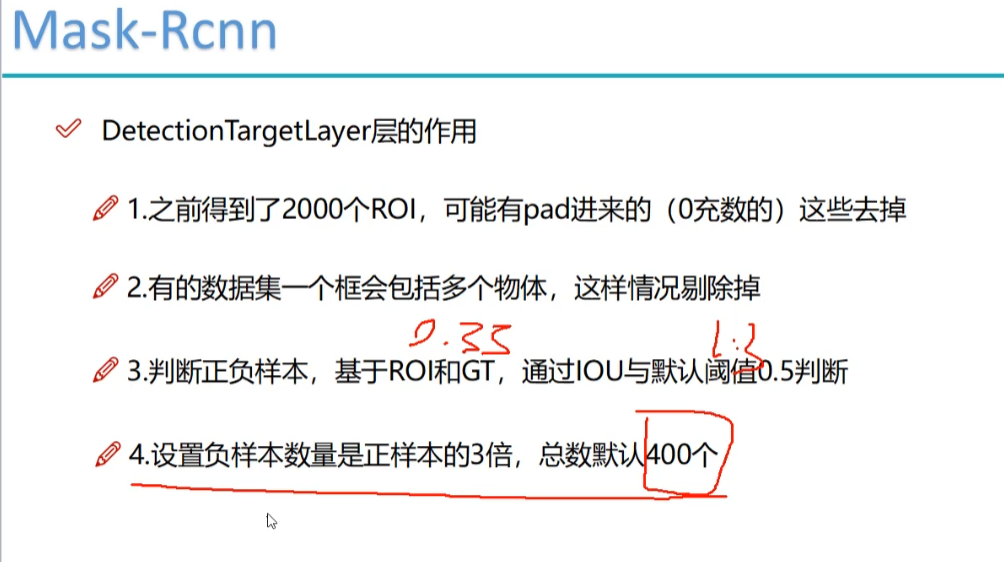 Mask-Rcnn
DetectionTargetLayer层的作用
1.之前得到了2000个ROI，可能有pad进来的（0充数的）这些去掉
2.有的数据集一个框会包括多个物体，这样情况剔除掉
0.33 1:3
3.判断正负样本，基于ROI和GT，通过IOU与默认阈值0.5判断
4.设置负样本数量是正样本的3倍，总数默认400个